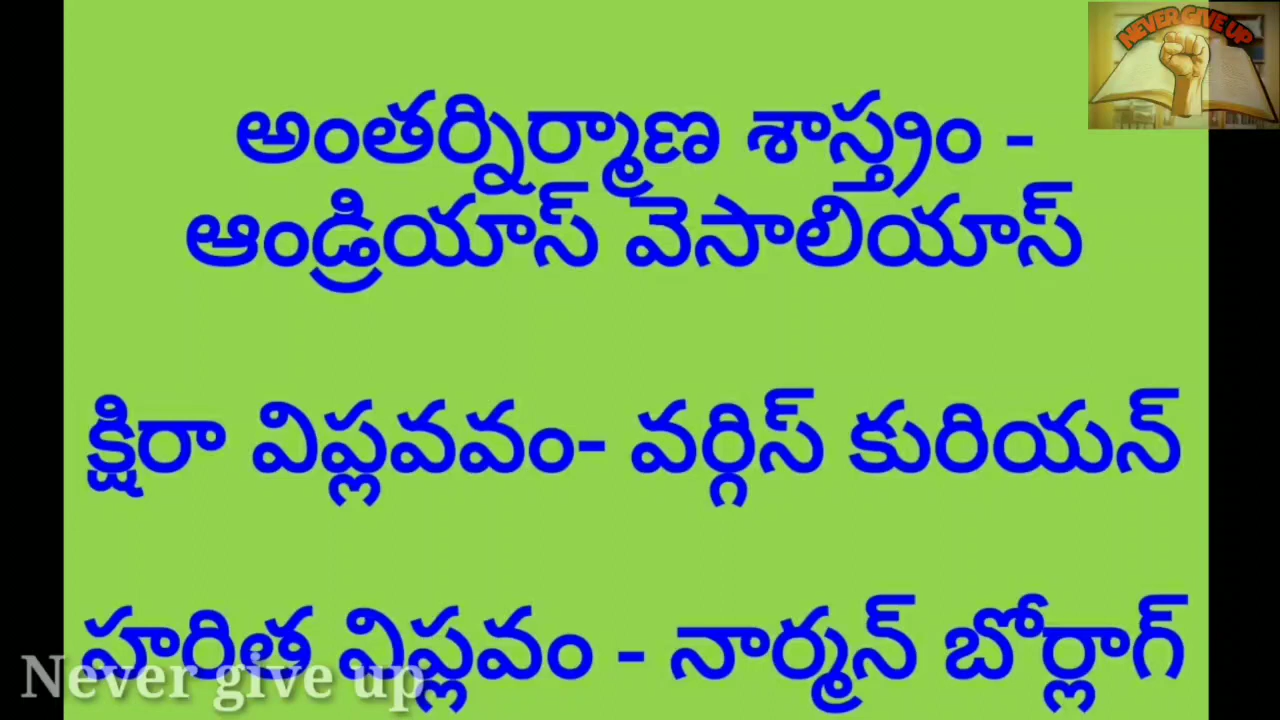 NEVER GIVE UP
అంతర్నిర్మాణ శాస్త్రం -
ఆండ్రియాస్ వెసాలియాస్
క్షిరా విప్లవవం- వర్గిస్ కురియన్
హరిత విప్లవం - నార్మన్ బోర్లాగ్
Never give up